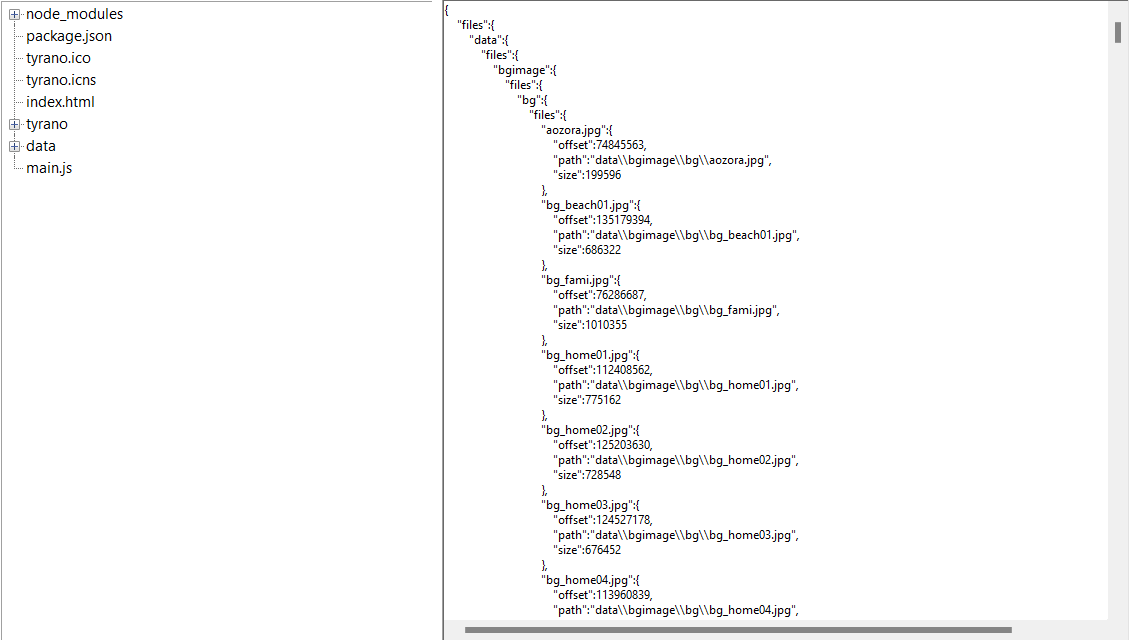 node_modules
package.json
tyrano.ico
tyrano.icns
index.html
tyrano
data
main.js
{
"files":{
"data":{
"files":{
"bgimage":{
"files":{
"bg":{
"files":{
"aozora.jpg":{
"offset":74845563,
"path":"data\\bgimage\\bg\\aozora.jpg",
"size":199596
},
"bg_beach01.jpg":{
"offset":135179394,
"path":"data\\bgimage\\bg\\bg_beach01.jpg",
"size":686322
},
"bg_fami.jpg":{
"offset":76286687,
"path":"data\\bgimage\\bg\\bg_fami.jpg",
"size":1010355
},
"bg_home01.jpg":{
"offset":112408562,
"path":"data\\bgimage\\bg\\bg_home01.jpg",
"size":775162
},
"bg_home02.jpg":{
"offset":125203630,
"path":"data\\bgimage\\bg\\bg_home02.jpg",
"size":728548
},
"bg_home03.jpg":{
"offset":124527178,
"path":"data\\bgimage\\bg\\bg_home03.jpg",
"size":676452
},
"bg_home04.jpg":{
"offset":113960839,
"path":"data\\bgimage\\bg\\bg_home04.jpg",